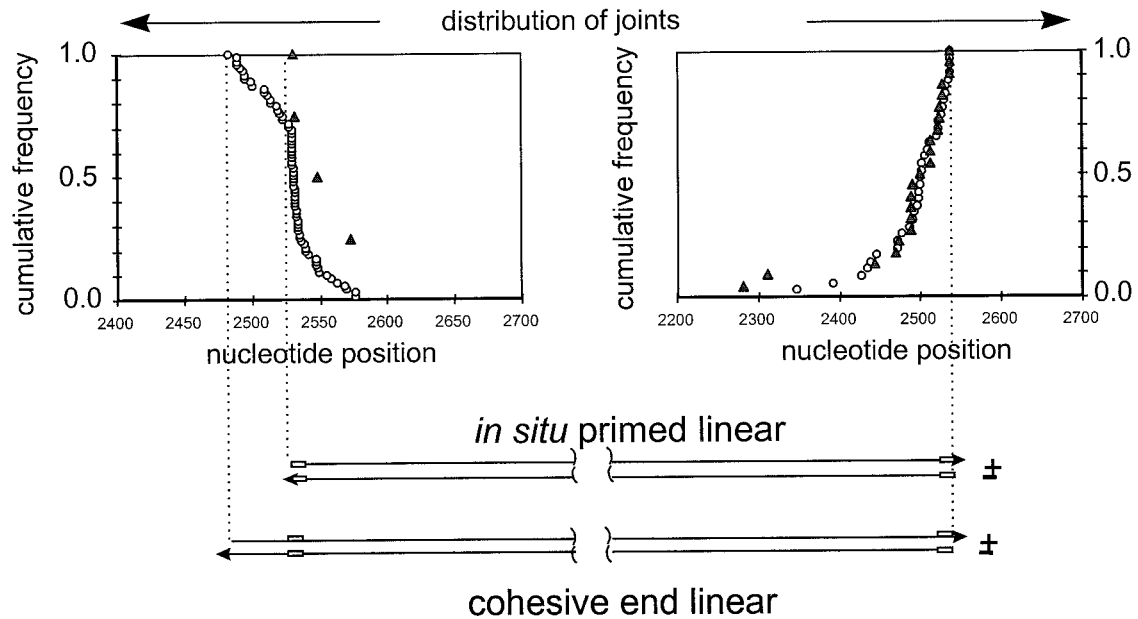 distribution of joints
cumulative frequency
1.0
0.5
0.0
2400 2450 2500 2550 2600 2650 2700
nucleotide position
cumulative frequency
1.0
0.5
0.0
2200 2300 2400 2500 2600 2700
nucleotide position
in situ primed linear
±
±
cohesive end linear